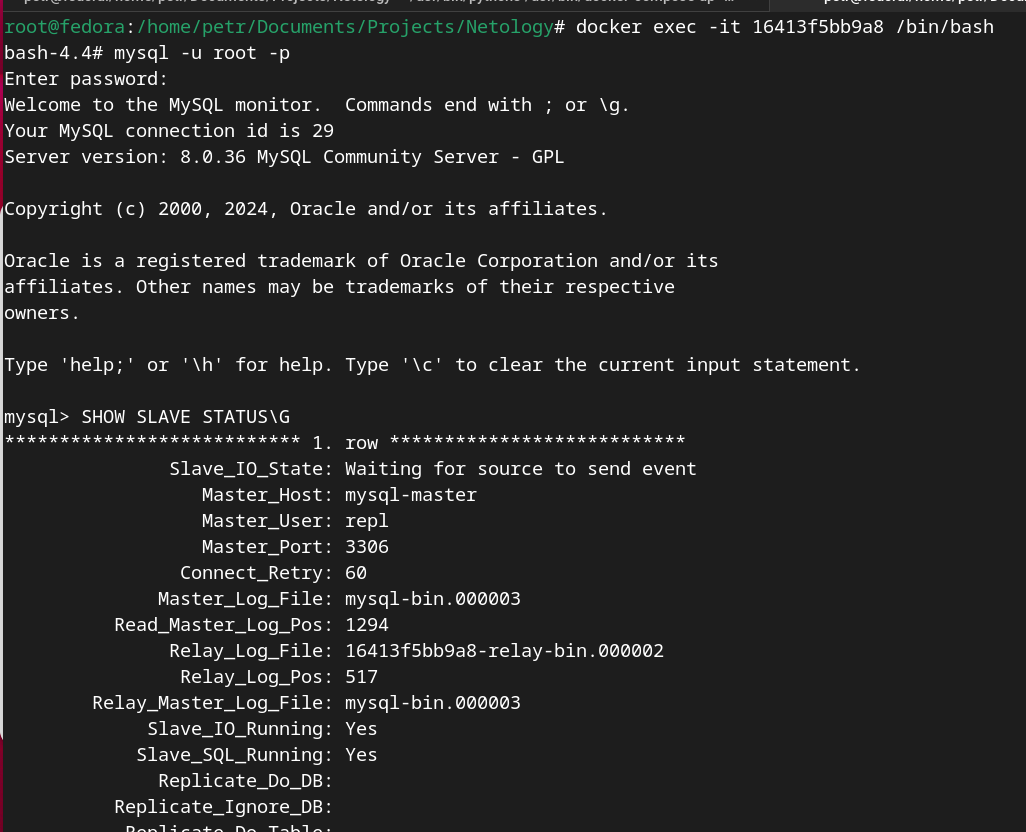 root@fedora:/home/petr/Documents/Projects/Netology# docker exec -it 16413f5bb9a8 /bin/bash
bash-4.4# mysql -u root -p
Enter password:
Welcome to the MySQL monitor.  Commands end with ; or \g.
Your MySQL connection id is 29
Server version: 8.0.36 MySQL Community Server - GPL
Copyright (c) 2000, 2024, Oracle and/or its affiliates.
Oracle is a registered trademark of Oracle Corporation and/or its
affiliates. Other names may be trademarks of their respective
owners.
Type 'help;' or '\h' for help. Type '\c' to clear the current input statement.
mysql> SHOW SLAVE STATUS\G
*************************** 1. row ***************************
Slave_IO_State: Waiting for source to send event
Master_Host: mysql-master
Master_User: repl
Master_Port: 3306
Connect_Retry: 60
Master_Log_File: mysql-bin.000003
Read_Master_Log_Pos: 1294
Relay_Log_File: 16413f5bb9a8-relay-bin.000002
Relay_Log_Pos: 517
Relay_Master_Log_File: mysql-bin.000003
Slave_IO_Running: Yes
Slave_SQL_Running: Yes
Replicate_Do_DB:
Replicate_Ignore_DB:
Replicate_Do_Table: